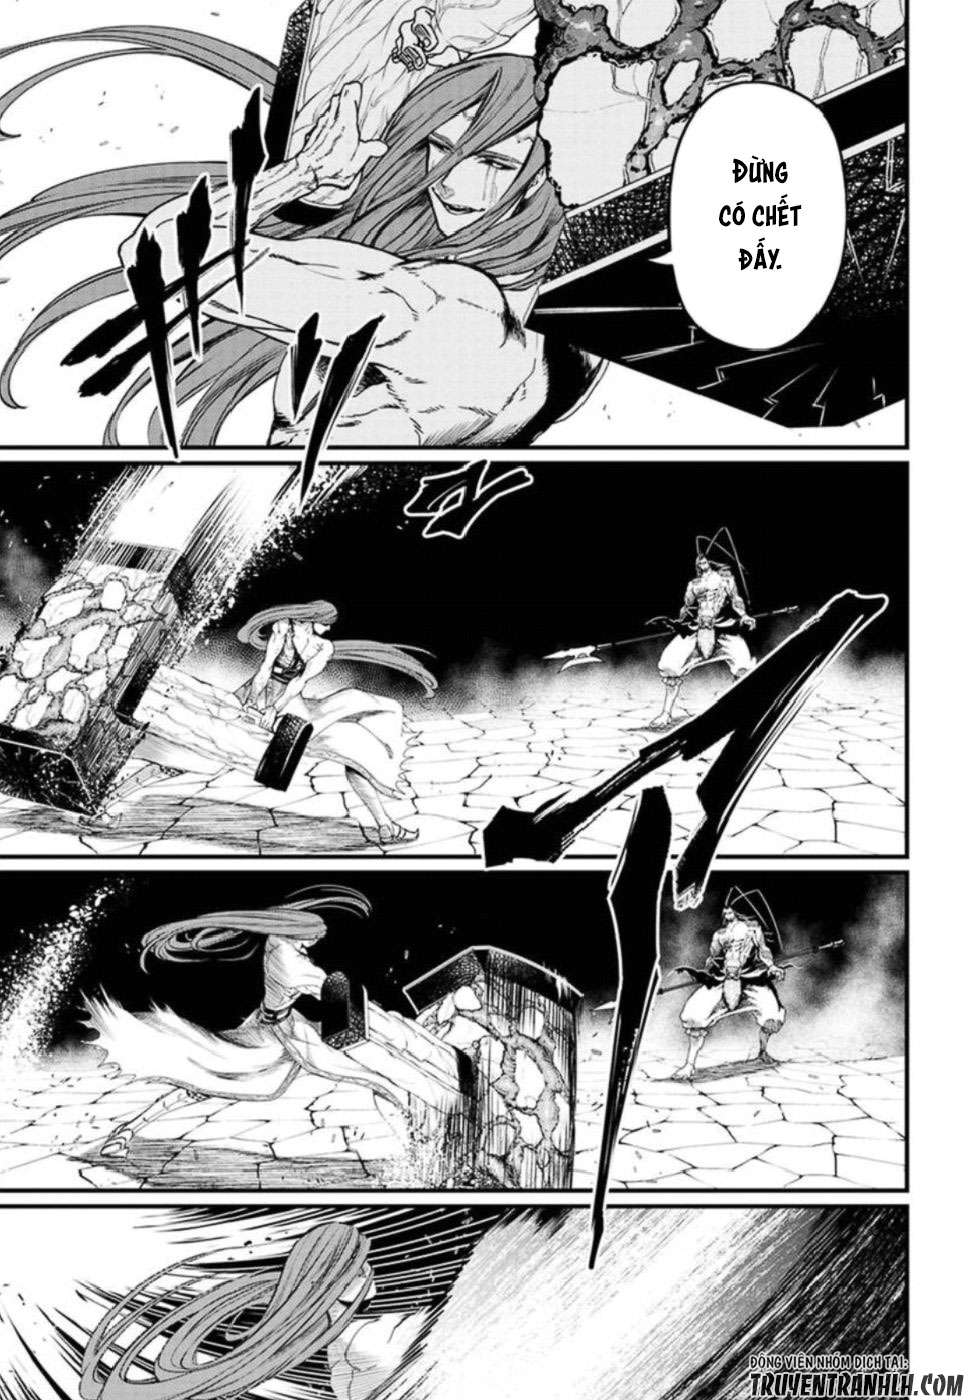 ĐỪNG
CÓ CHẾT
ĐẤY.
ĐỘNG VIÊN NHÓM DỊCH TẠI:
TRUYENTRANHLH.COM